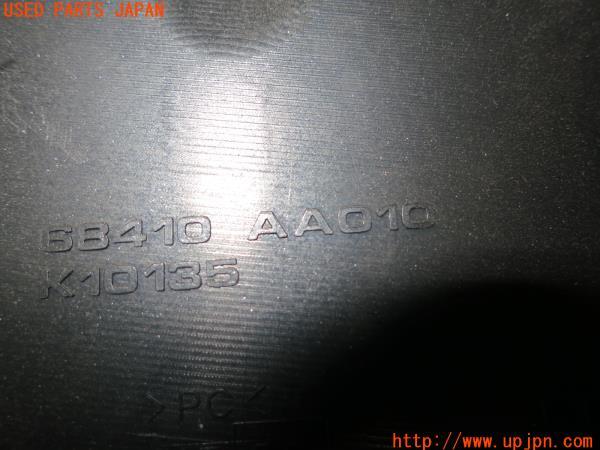 USED PARTS JAPAN
68410 AA010
K10135
>PC<
http://www.upjpn.com/